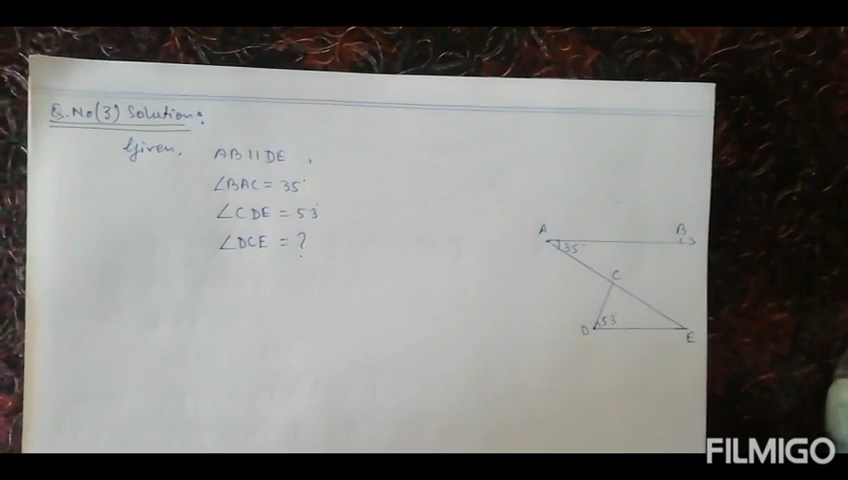 Q.No(3) Solution:
Given, AB||DE,
∠BAC = 35°
∠CDE = 53°
∠DCE = ?
A B
35°
C
D 53° E
FILMIGO